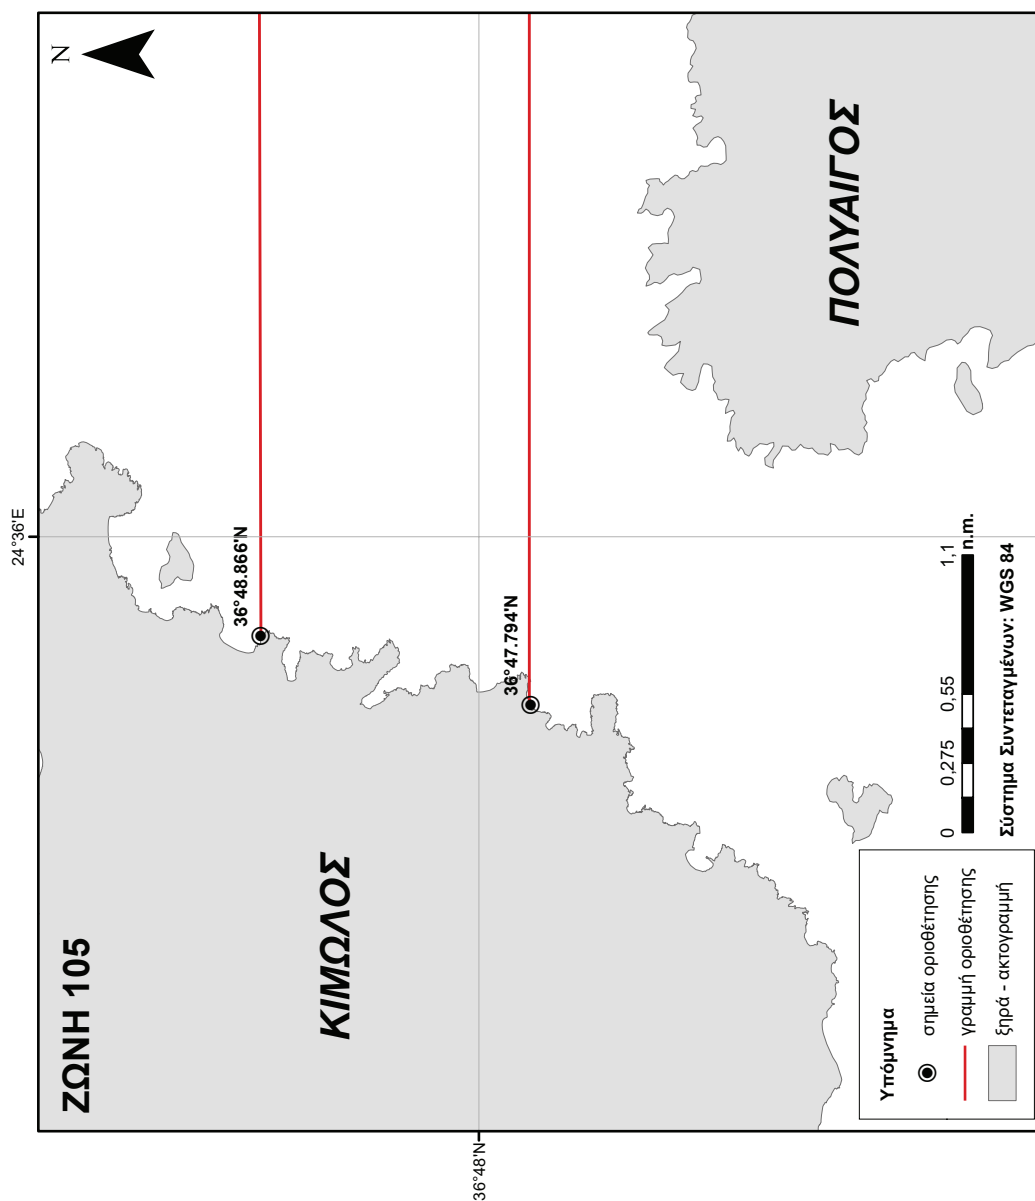 ΖΩΝΗ 105
24°36'E
N
36°48.866'N
36°47.794'N
36°48'N
ΚΙΜΩΛΟΣ
ΠΟΛΥΑΙΓΟΣ
Υπόμνημα
σημεία οριοθέτησης
γραμμή οριοθέτησης
ξηρά - ακτογραμμή
0 0,275 0,55 1,1
n.m.
Σύστημα Συντεταγμένων: WGS 84